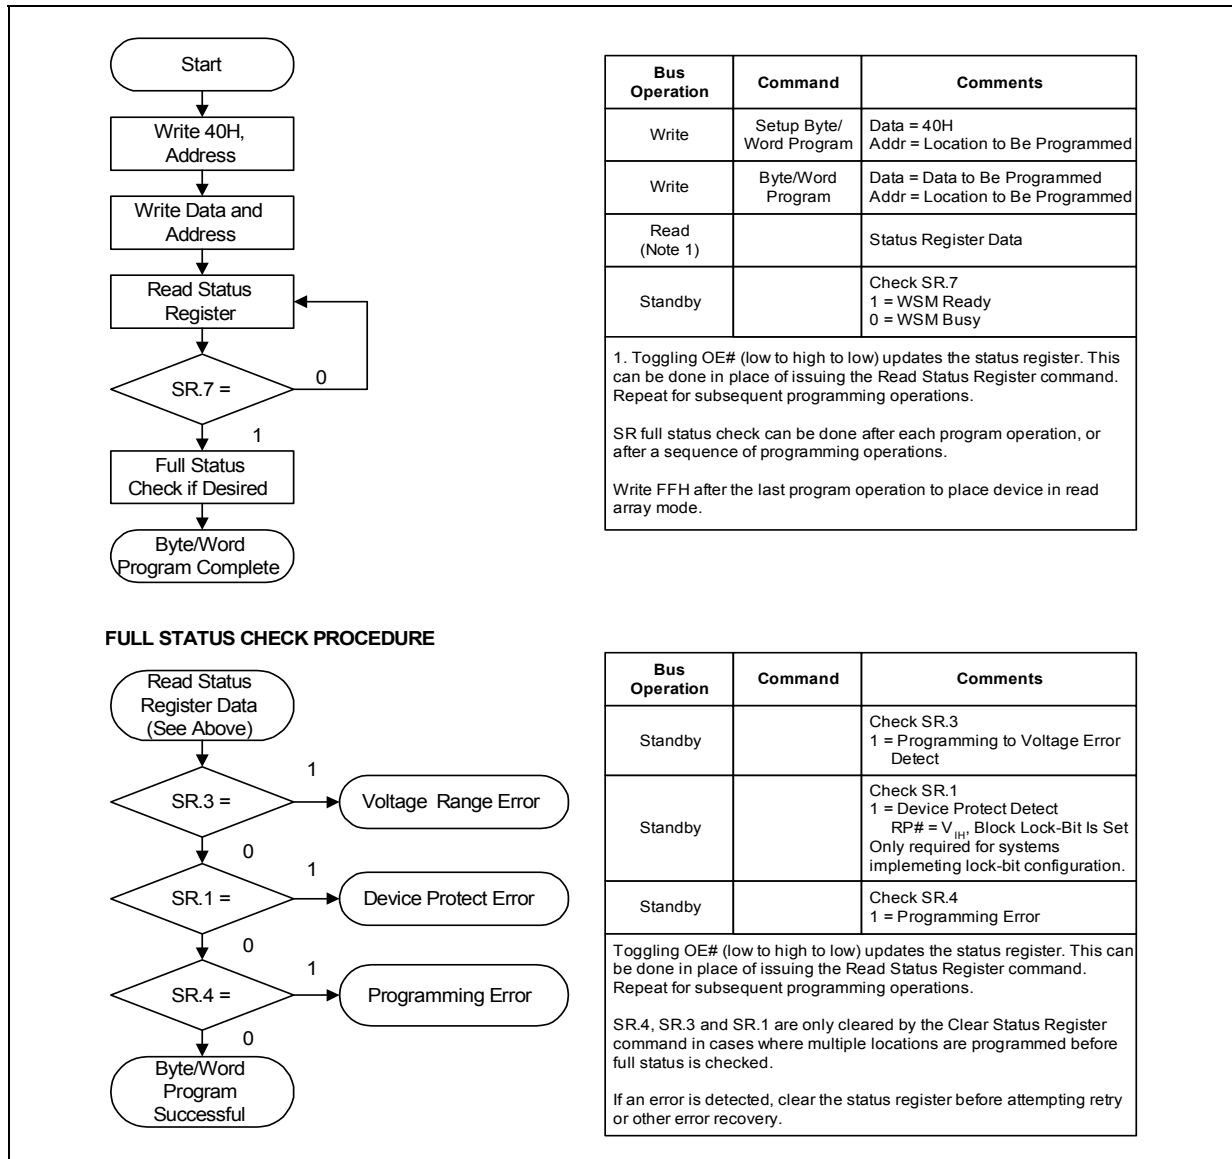 Start
Write 40H,
Address
Write Data and
Address
Read Status
Register
SR.7 =
0
1
Full Status
Check if Desired
Byte/Word
Program Complete
Bus
Operation
Command
Comments
Write
Setup Byte/
Word Program
Data = 40H
Addr = Location to Be Programmed
Write
Byte/Word
Program
Data = Data to Be Programmed
Addr = Location to Be Programmed
Read
(Note 1)
Status Register Data
Standby
Check SR.7
1 = WSM Ready
0 = WSM Busy
1. Toggling OE# (low to high to low) updates the status register. This
can be done in place of issuing the Read Status Register command.
Repeat for subsequent programming operations.
SR full status check can be done after each program operation, or
after a sequence of programming operations.
Write FFH after the last program operation to place device in read
array mode.
FULL STATUS CHECK PROCEDURE
Read Status
Register Data
(See Above)
SR.3 =
1
Voltage Range Error
0
SR.1 =
1
Device Protect Error
0
SR.4 =
1
Programming Error
0
Byte/Word
Program
Successful
Bus
Operation
Command
Comments
Standby
Check SR.3
1 = Programming to Voltage Error
Detect
Standby
Check SR.1
1 = Device Protect Detect
RP# = VIH, Block Lock-Bit Is Set
Only required for systems
implemeting lock-bit configuration.
Standby
Check SR.4
1 = Programming Error
Toggling OE# (low to high to low) updates the status register. This can
be done in place of issuing the Read Status Register command.
Repeat for subsequent programming operations.
SR.4, SR.3 and SR.1 are only cleared by the Clear Status Register
command in cases where multiple locations are programmed before
full status is checked.
If an error is detected, clear the status register before attempting retry
or other error recovery.